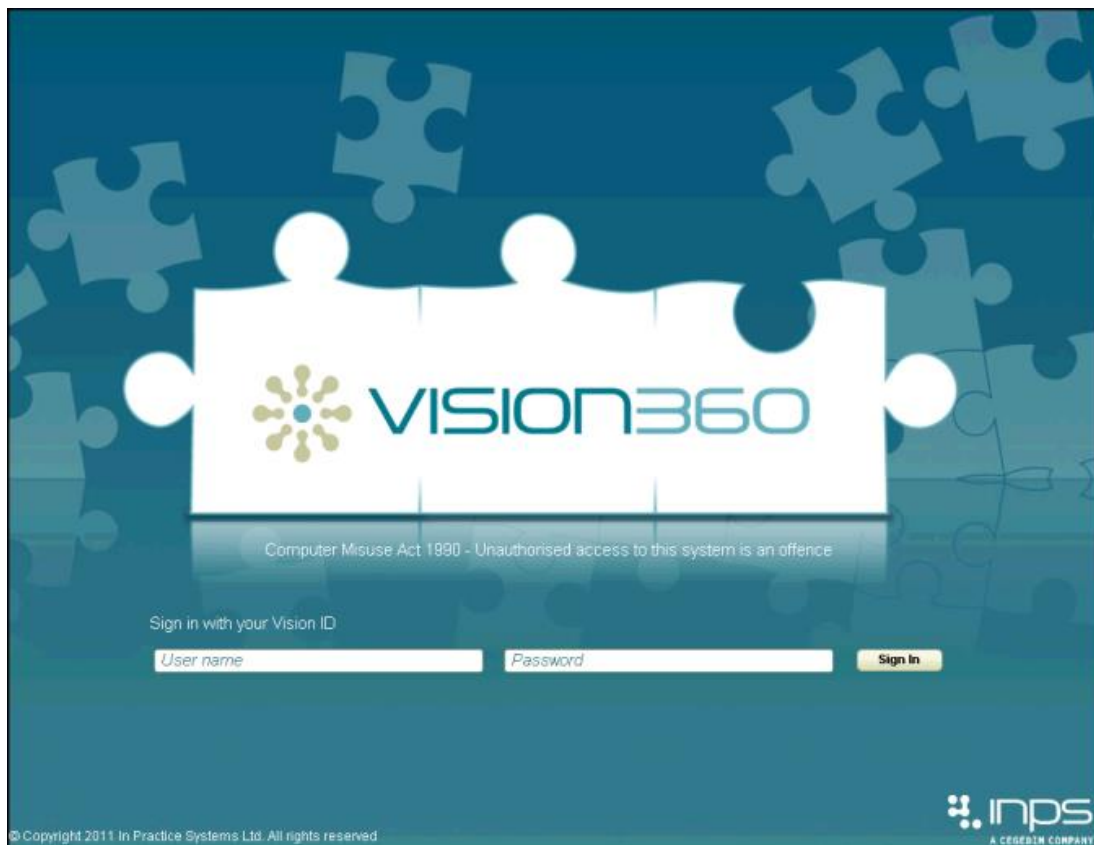 VISION360
Computer Misuse Act 1990 - Unauthorised access to this system is an offence
Sign in with your Vision ID
User name Password Sign In
inps
A CEGEDIM COMPANY
© Copyright 2011 In Practice Systems Ltd. All rights reserved